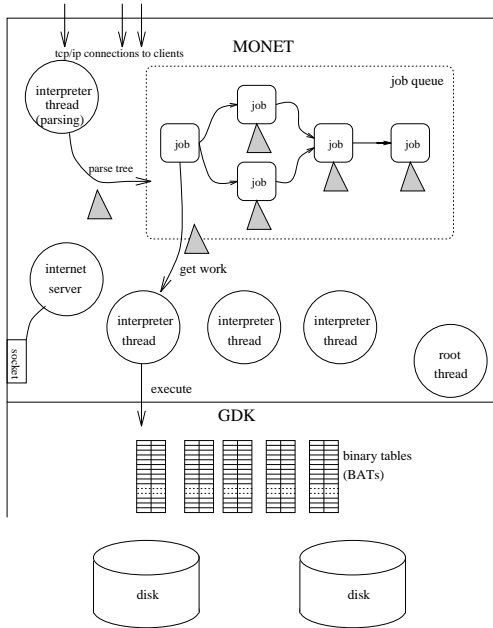 tcp/ip connections to clients
MONET
job queue
interpreter
thread
(parsing)
job
job
job
job
job
parse tree
get work
internet
server
socket
interpreter
thread
interpreter
thread
interpreter
thread
root
thread
execute
GDK
binary tables
(BATs)
disk
disk